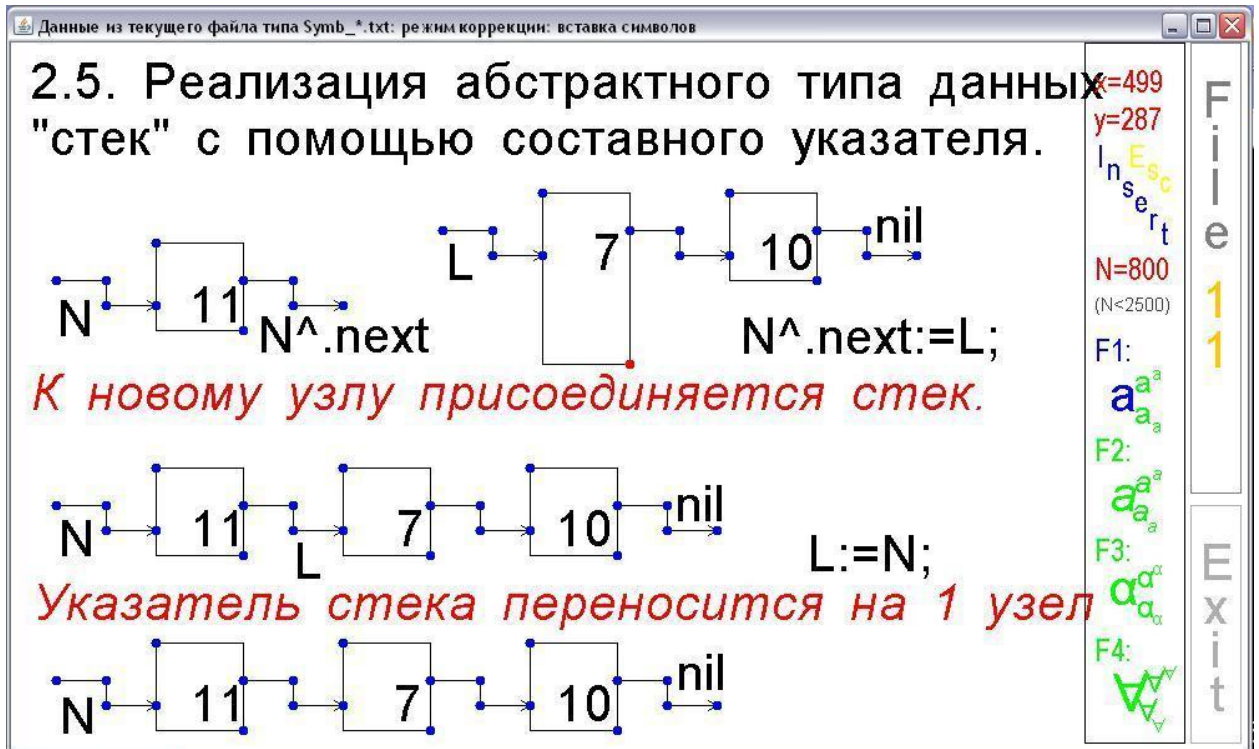 Данные из текущего файла типа Symb_*.txt: режим коррекции: вставка символов
2.5. Реализация абстрактного типа данных
"стек" с помощью составного указателя.
N
11
N^.next
L
7
10
nil
N^.next:=L;
К новому узлу присоединяется стек.
N
11
L
7
10
nil
L:=N;
Указатель стека переносится на 1 узел
N
11
7
10
nil
x=499
y=287
Insert
Esc
N=800
(N<2500)
F1:
a a a a a
F2:
a a a a a
F3:
α α α α α
F4:
∀ ∀ ∀ ∀ ∀
File
11
Exit